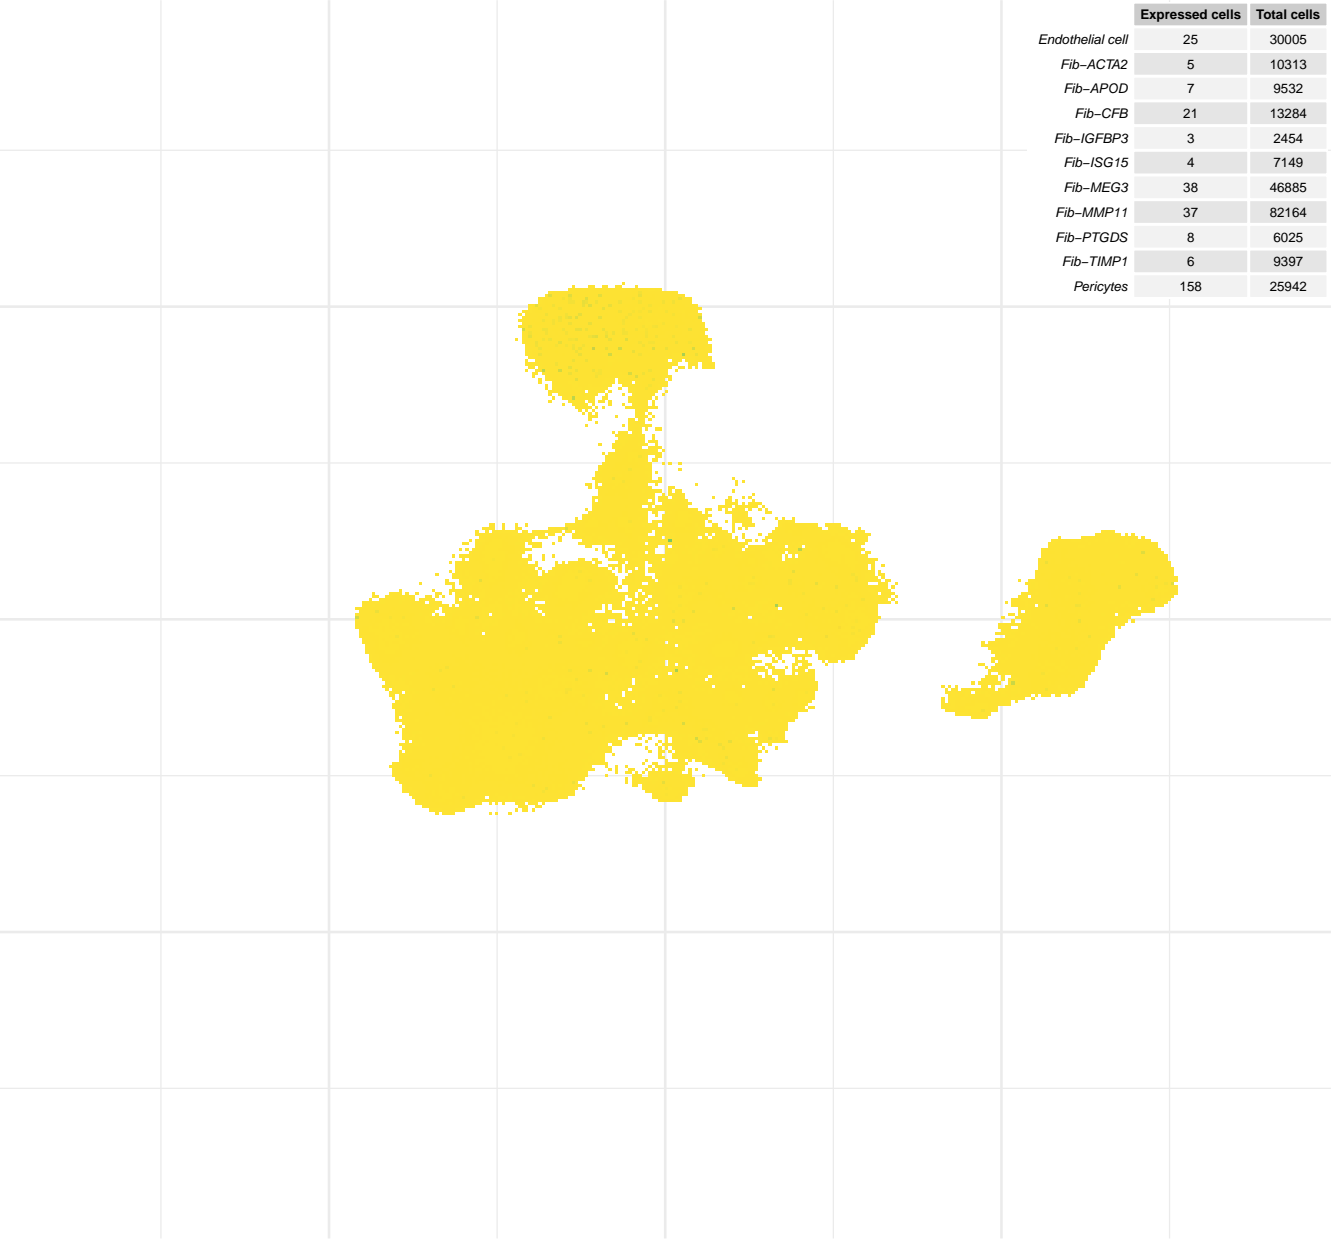 Expressed cells Total cells
Endothelial cell 25 30005
Fib−ACTA2 5 10313
Fib−APOD 7 9532
Fib−CFB 21 13284
Fib−IGFBP3 3 2454
Fib−ISG15 4 7149
Fib−MEG3 38 46885
Fib−MMP11 37 82164
Fib−PTGDS 8 6025
Fib−TIMP1 6 9397
Pericytes 158 25942